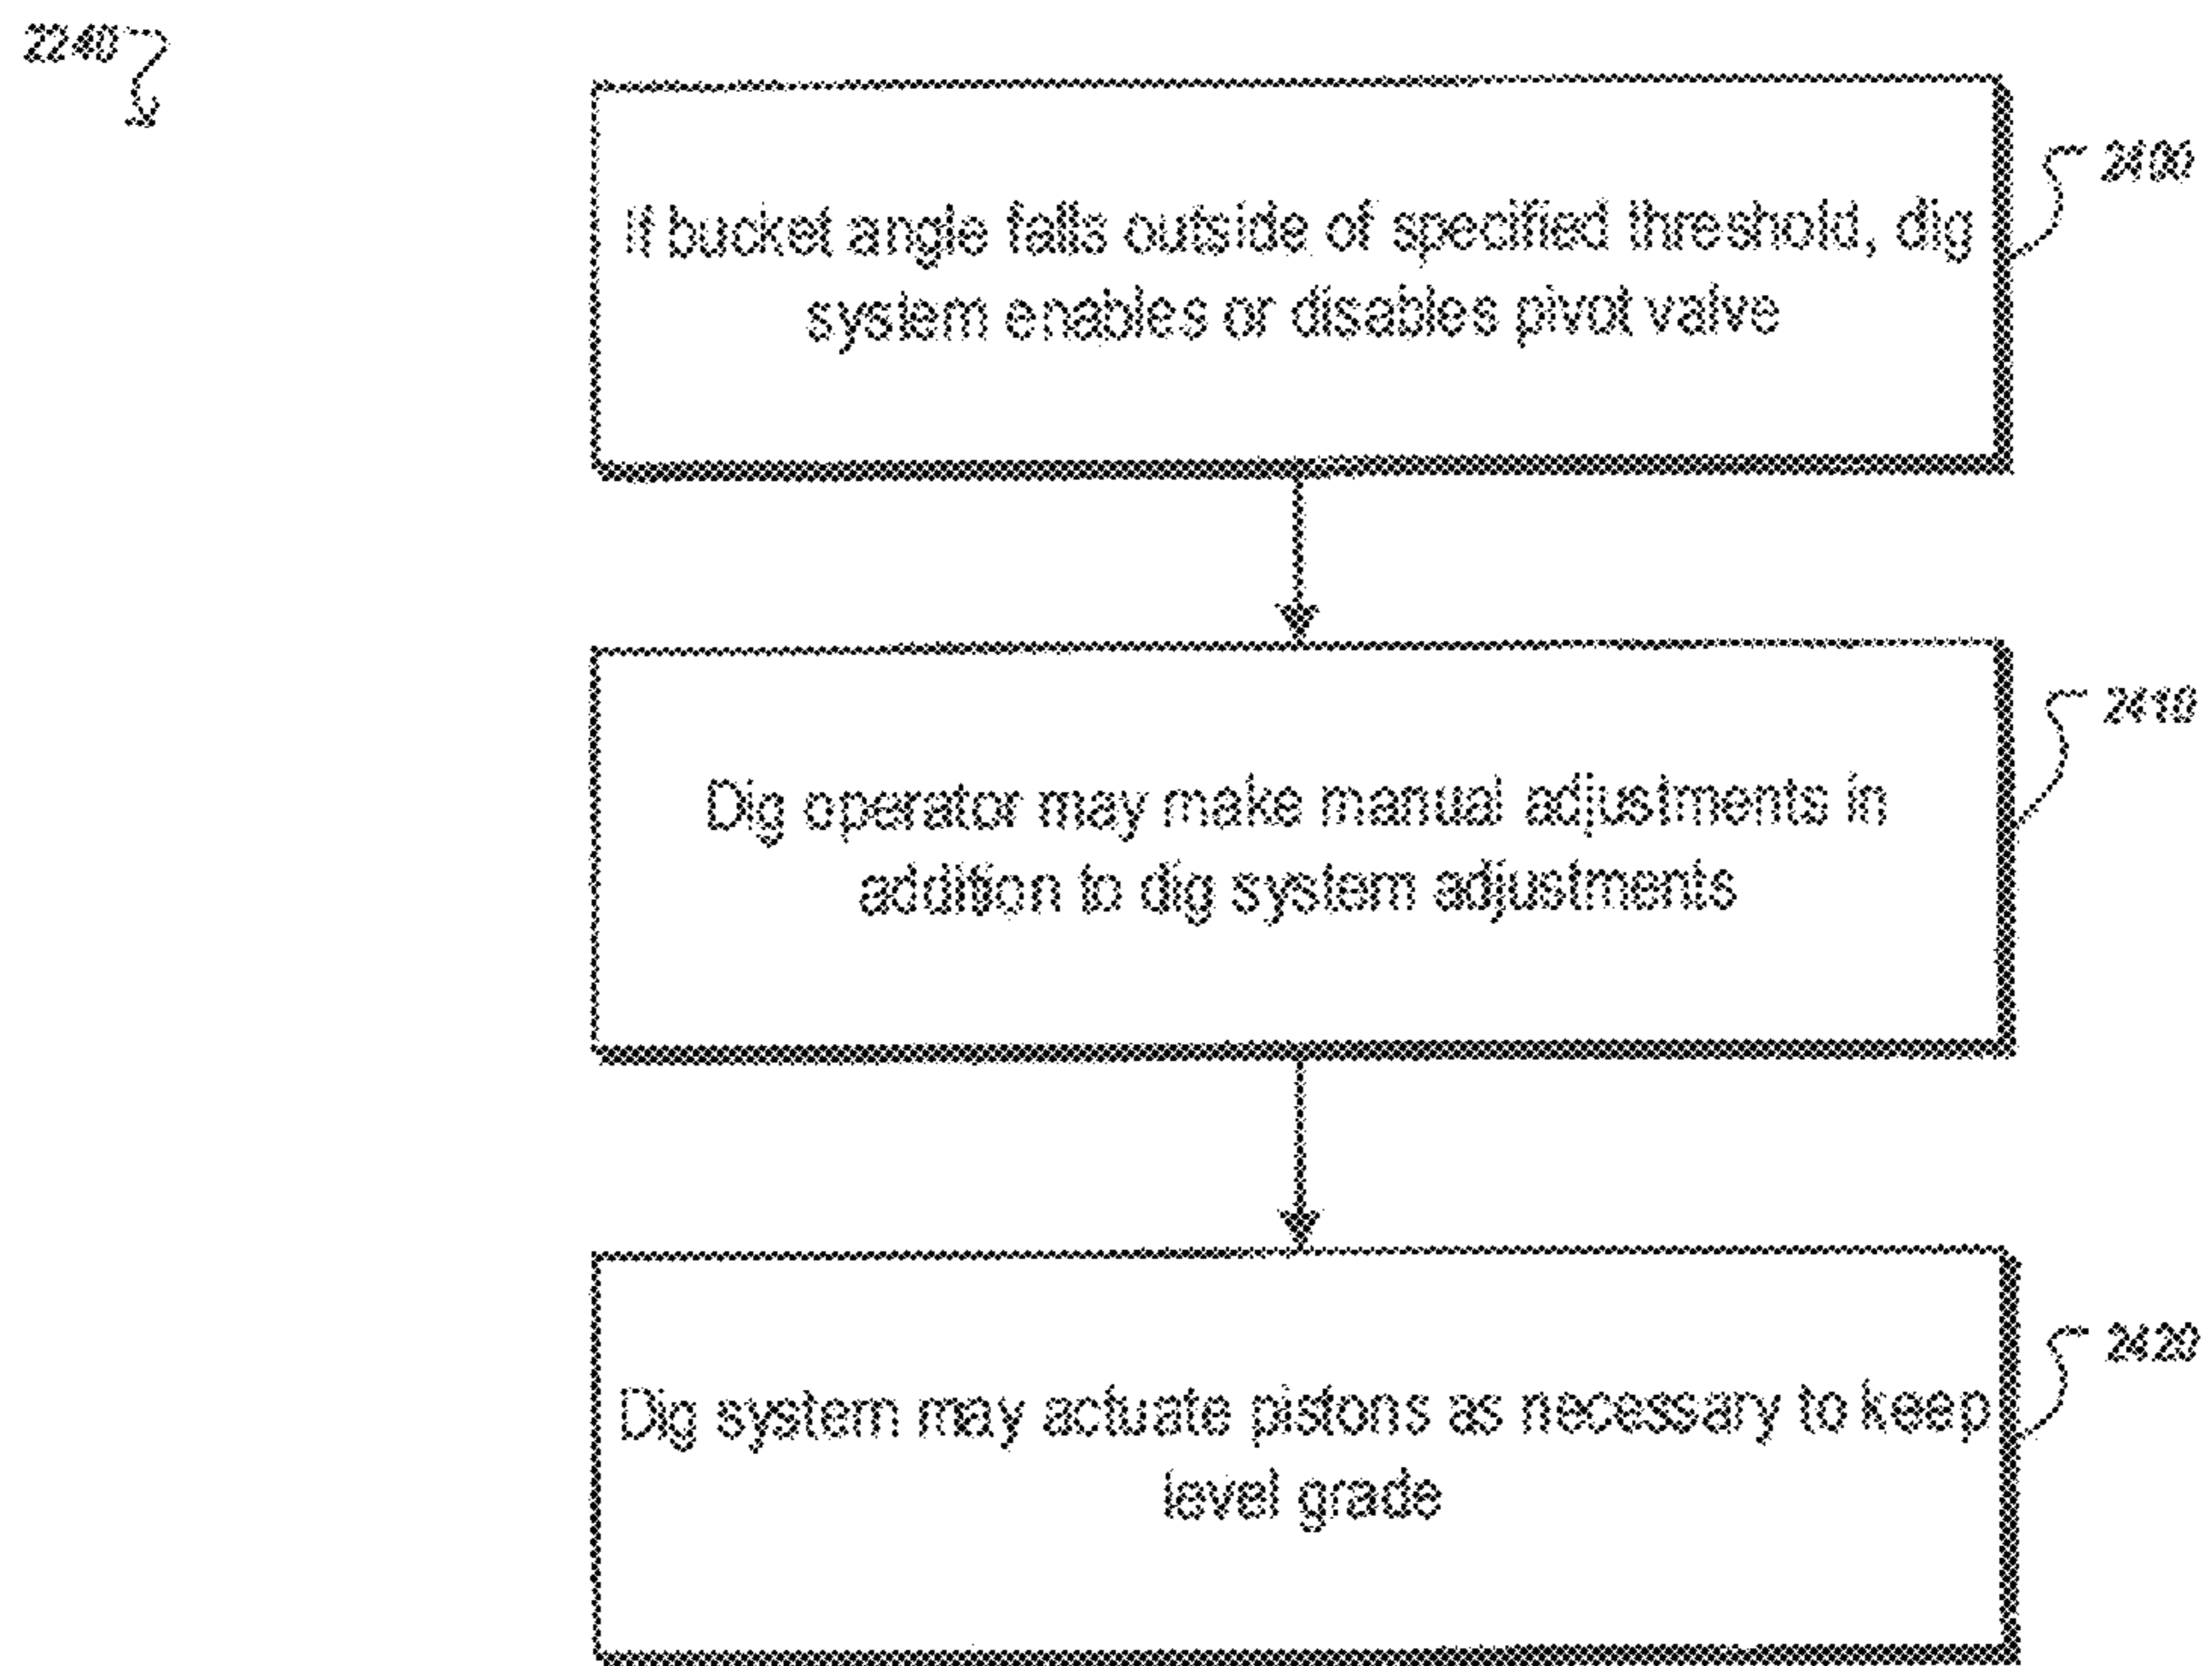 2240
If bucket angle falls outside of specified threshold, dig
system enables or disables pivot valve
2400
Dig operator may make manual adjustments in
addition to dig system adjustments
2410
Dig system may actuate pistons as necessary to keep
level grade
2420